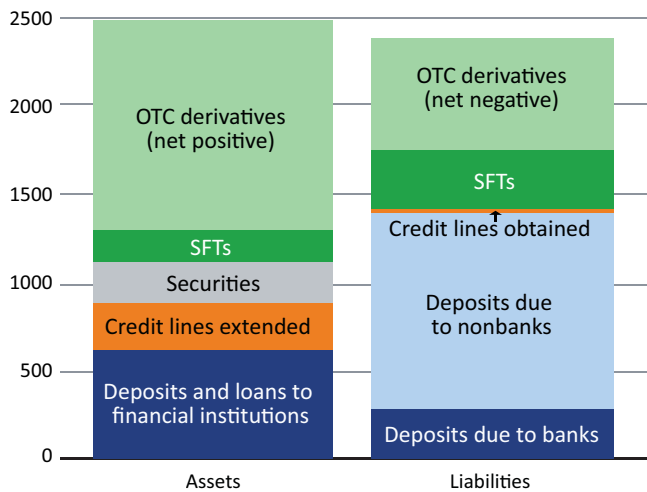 2500
2000
1500
1000
500
0
OTC derivatives
(net positive)
SFTs
Securities
Credit lines extended
Deposits and loans to
financial institutions
OTC derivatives
(net negative)
SFTs
Credit lines obtained
Deposits due
to nonbanks
Deposits due to banks
Assets
Liabilities